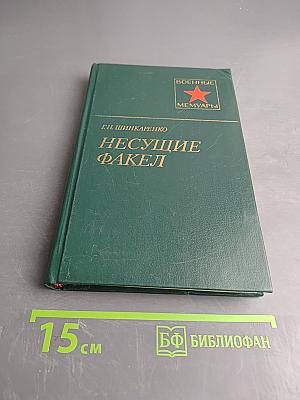 ВОЕННЫЕ
МЕМУАРЫ
Г.Н. ШИНКАРЕНКО
НЕСУЩИЕ
ФАКЕЛ
15 см
БФ БИБЛИОФАН